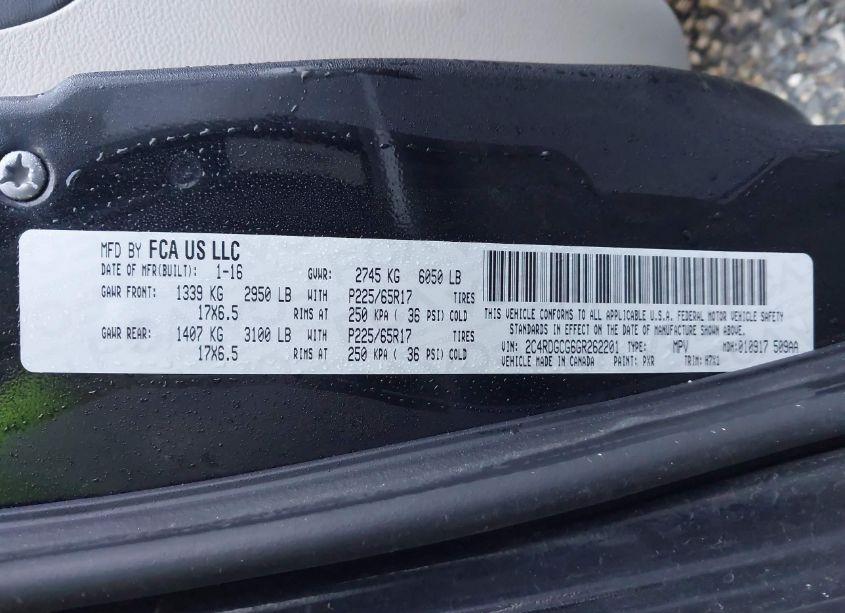 MFD BY FCA US LLC
DATE OF MFR(BUILT): 1-16 GVWR: 2745 KG 6050 LB
GAWR FRONT: 1339 KG 2950 LB WITH P225/65R17 TIRES
17X6.5 RIMS AT 250 KPA ( 36 PSI) COLD
GAWR REAR: 1407 KG 3100 LB WITH P225/65R17 TIRES
17X6.5 RIMS AT 250 KPA ( 36 PSI) COLD
THIS VEHICLE CONFORMS TO ALL APPLICABLE U.S.A. FEDERAL MOTOR VEHICLE SAFETY
STANDARDS IN EFFECT ON THE DATE OF MANUFACTURE SHOWN ABOVE.
VIN: 2C4RDGCG6GR262201 TYPE: MPV MDH:010917 509AA
VEHICLE MADE IN CANADA PAINT: PXR TRIM: